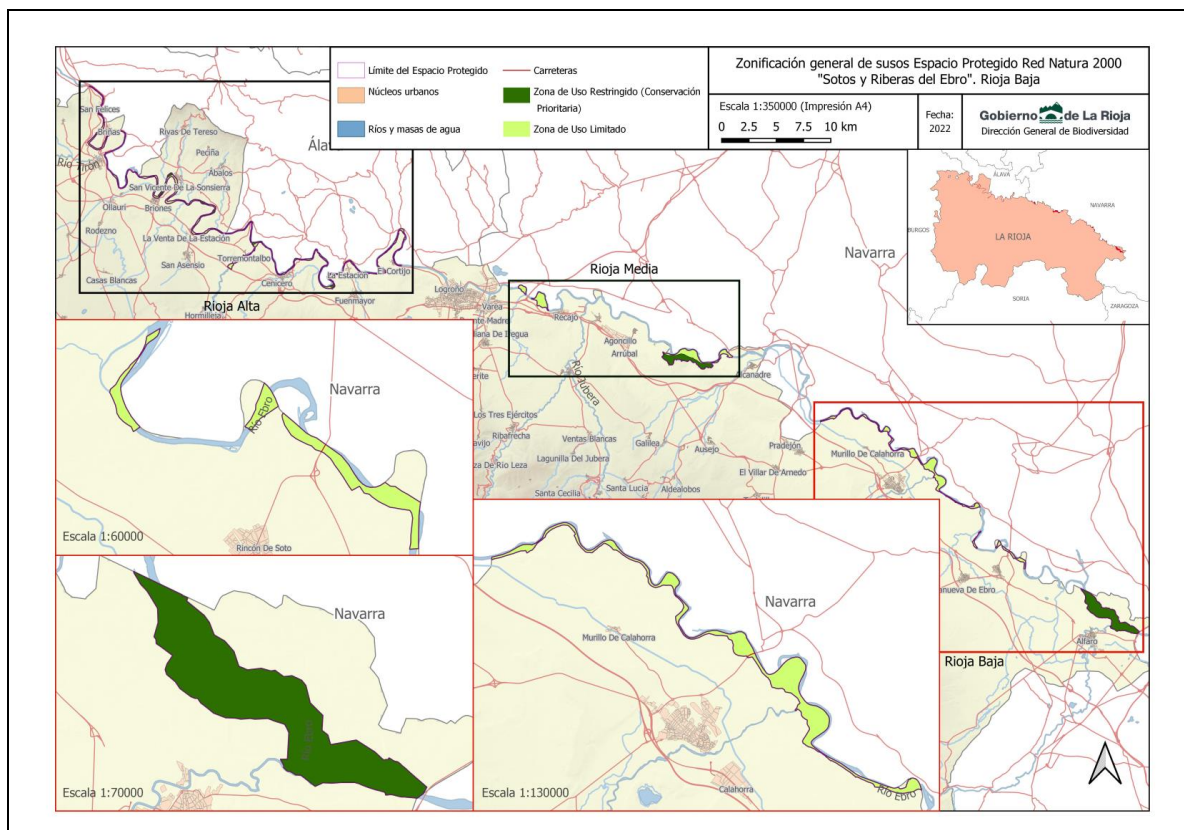 Límite del Espacio Protegido
Carreteras
Núcleos urbanos
Zona de Uso Restringido (Conservación
Prioritaria)
Ríos y masas de agua
Zona de Uso Limitado
Zonificación general de susos Espacio Protegido Red Natura 2000
"Sotos y Riberas del Ebro". Rioja Baja
Escala 1:350000 (Impresión A4)
0 2.5 5 7.5 10 km
Fecha:
2022
Gobierno de La Rioja
Dirección General de Biodiversidad
ÁLAVA
NAVARRA
BURGOS
LA RIOJA
SORIA
ZARAGOZA
San Felices
Briñas
Rivas De Tereso
Peciña
Ábalos
San Vicente De La Sonsierra
Ollauri
Briones
Rodezno
La Venta De La Estación
San Asensio
Torremontalbo
Casas Blancas
Cenicero
La Estación
El Cortijo
Fuenmayor
Hormilleja
Rioja Alta
Logroño
Varea
Rioja Media
Recajo
Agoncillo
Arrúbal
Río Jubera
Alcanadre
Navarra
Los Tres Ejércitos
Ribafrecha
Ventas Blancas
Galilea
Ausejo
Pradejón
Lagunilla Del Jubera
El Villar De Arnedo
Santa Cecilia
Santa Lucía
Aldealobos
Murillo De Calahorra
Alfaro
Rioja Baja
Navarra
Río Ebro
Escala 1:60000
Rincón De Soto
Navarra
Río Ebro
Escala 1:70000
Navarra
Murillo De Calahorra
Calahorra
Río Ebro
Escala 1:130000